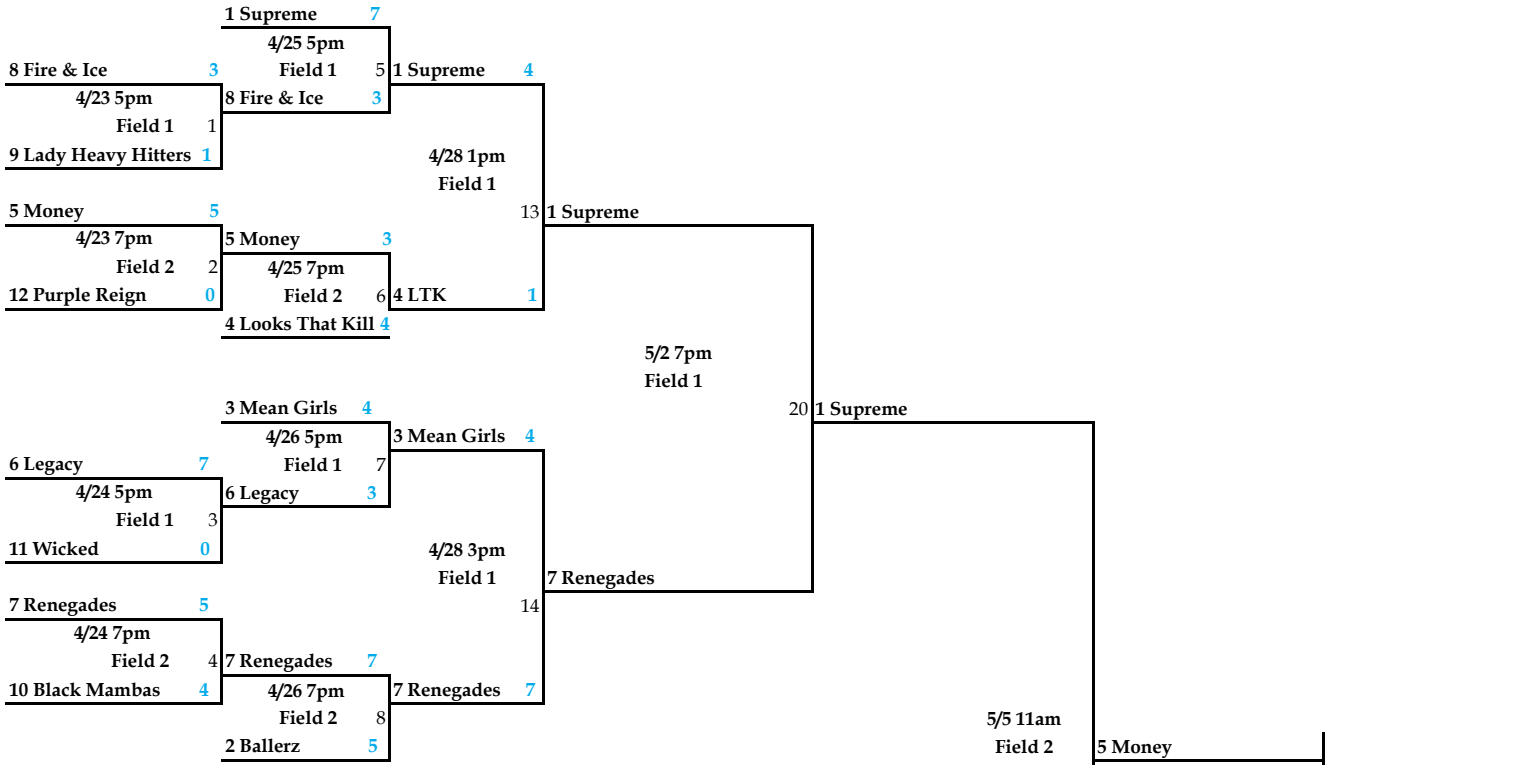 1 Supreme 7
4/25 5pm
8 Fire & Ice 3
Field 1 5 1 Supreme 4
4/23 5pm
8 Fire & Ice 3
Field 1 1
9 Lady Heavy Hitters 1
4/28 1pm
Field 1
5 Money 5
13 1 Supreme
4/23 7pm
5 Money 3
Field 2 2
4/25 7pm
12 Purple Reign 0
Field 2 6 4 LTK 1
4 Looks That Kill 4
5/2 7pm
Field 1
3 Mean Girls 4
20 1 Supreme
4/26 5pm
3 Mean Girls 4
6 Legacy 7
Field 1 7
4/24 5pm
6 Legacy 3
Field 1 3
11 Wicked 0
4/28 3pm
Field 1
7 Renegades
7 Renegades 5
14
4/24 7pm
Field 2 4
7 Renegades 7
10 Black Mambas 4
4/26 7pm
7 Renegades 7
Field 2 8
5/5 11am
2 Ballerz 5
Field 2
5 Money